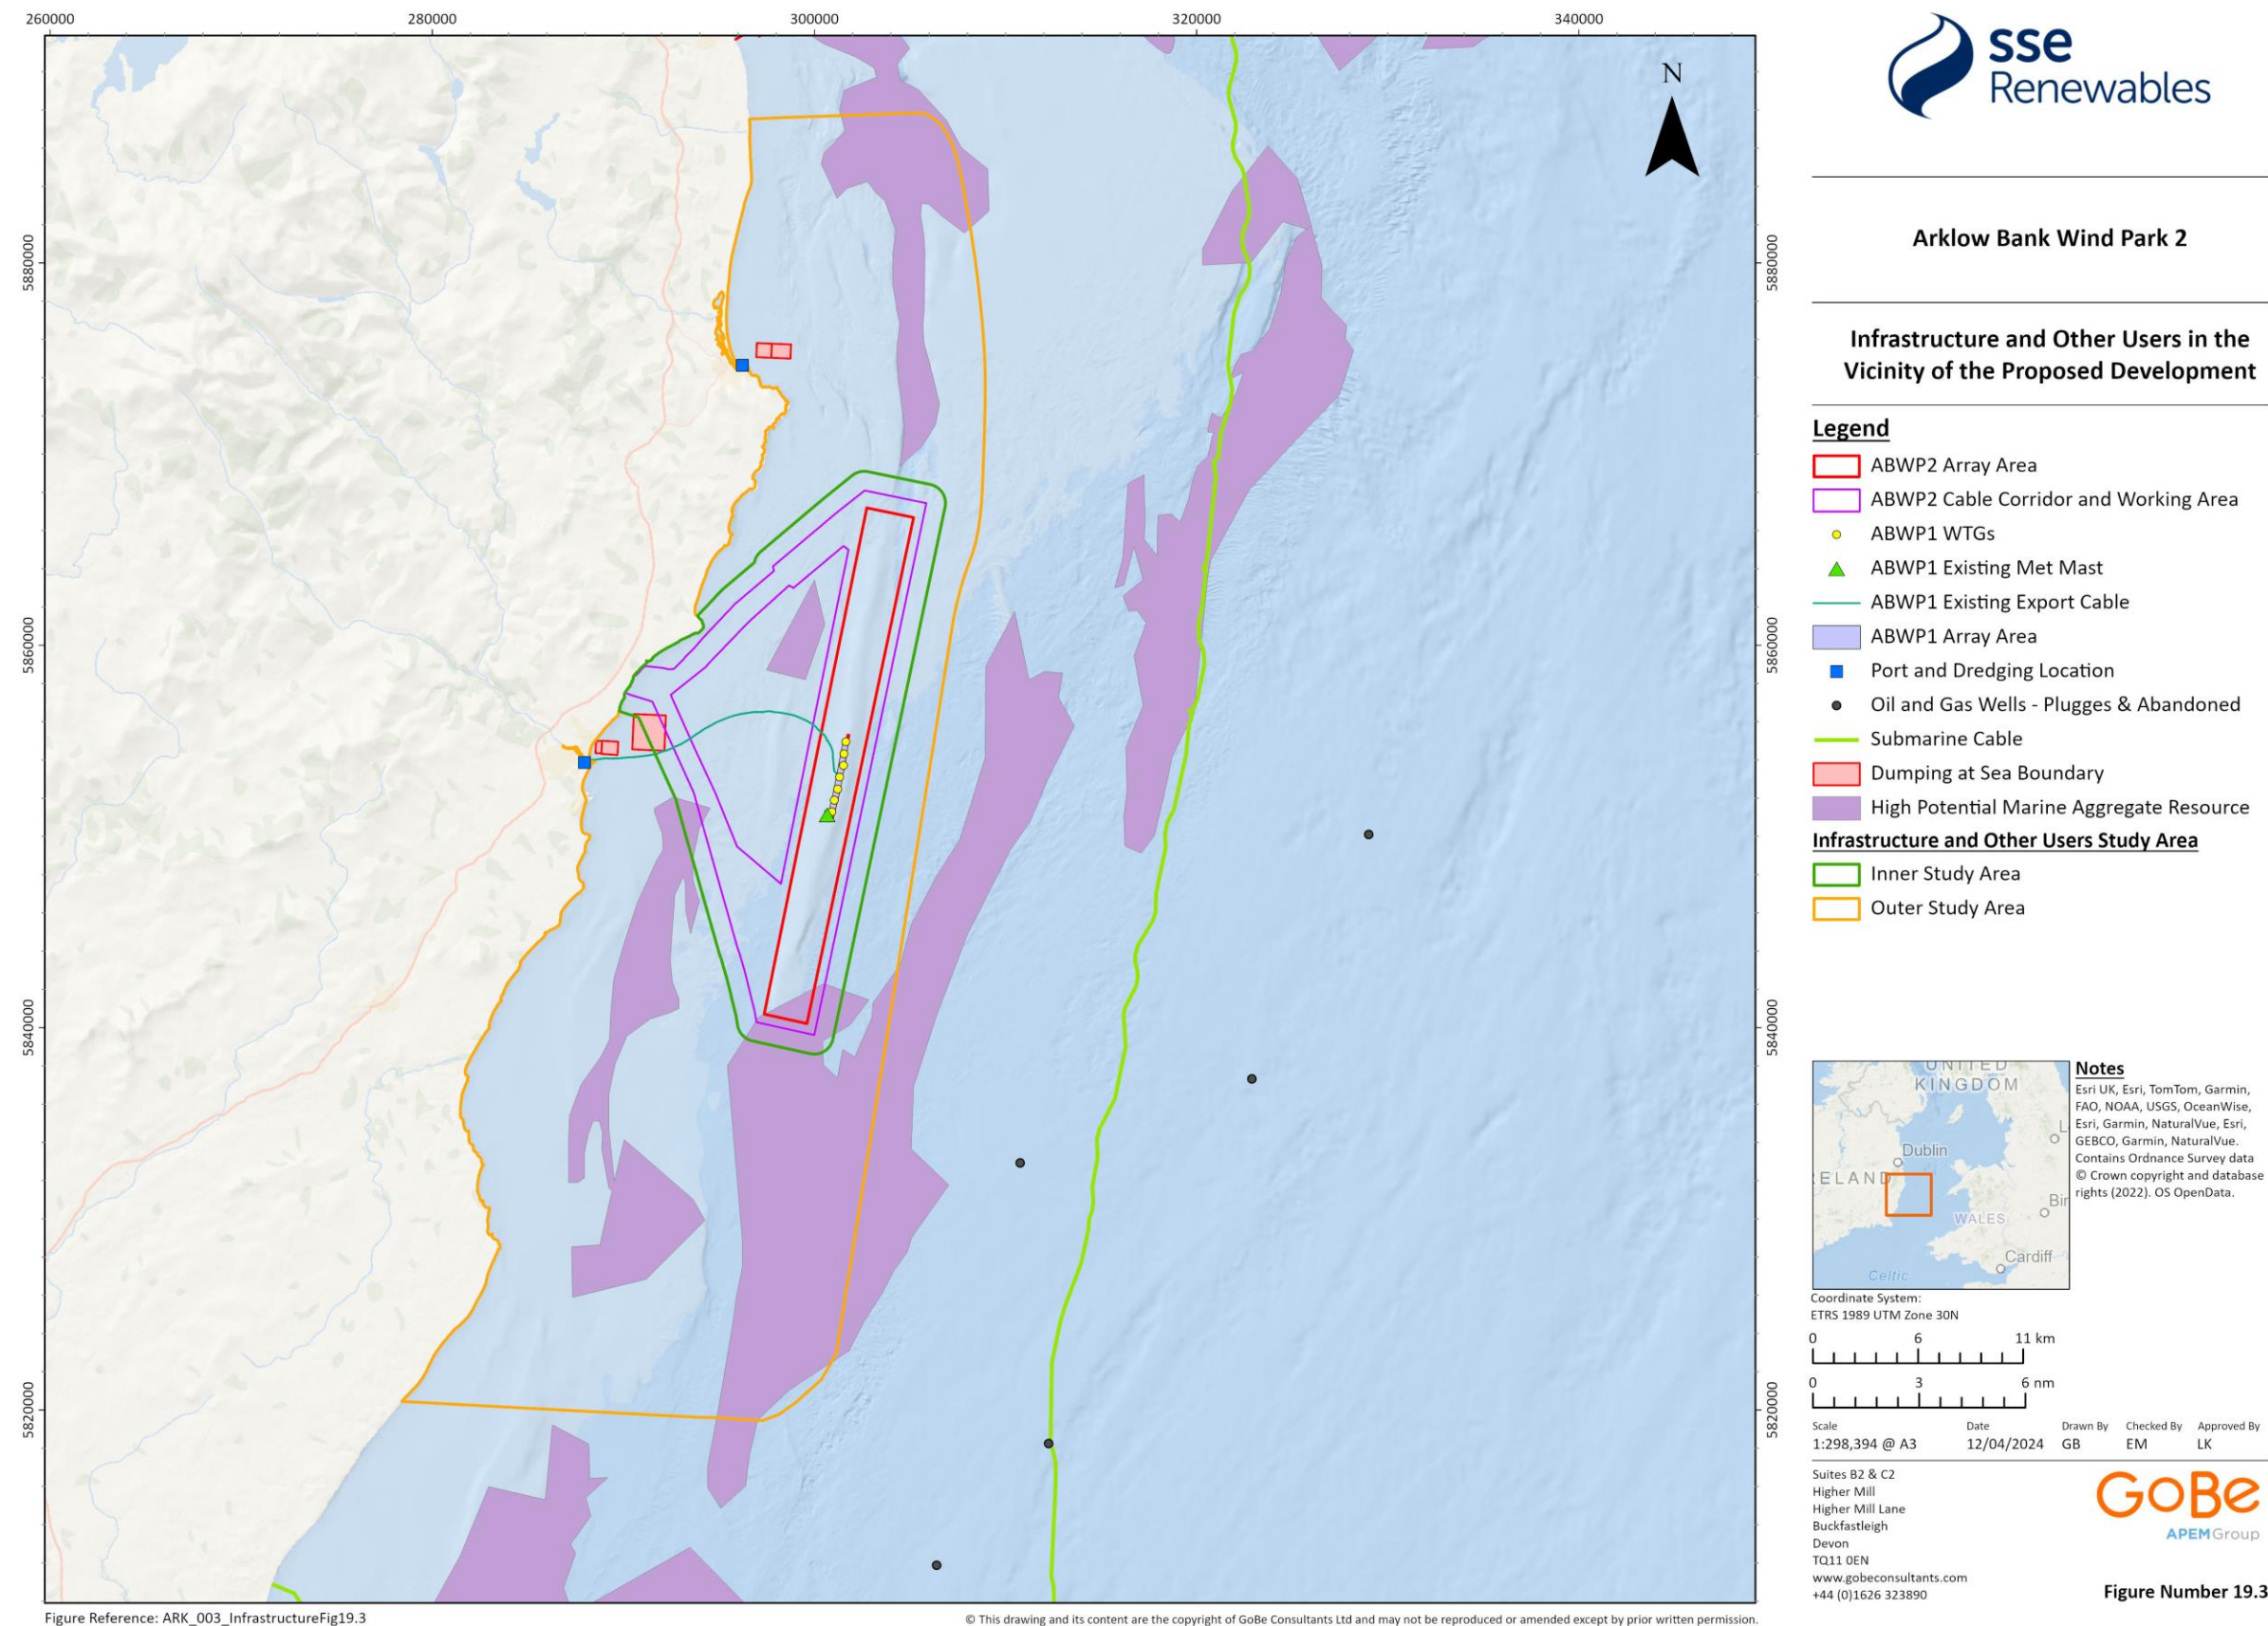 260000
280000
300000
320000
340000
5880000
5860000
5840000
5820000
5880000
5860000
5840000
5820000
N
sse
Renewables
Arklow Bank Wind Park 2
Infrastructure and Other Users in the
Vicinity of the Proposed Development
Legend
ABWP2 Array Area
ABWP2 Cable Corridor and Working Area
ABWP1 WTGs
ABWP1 Existing Met Mast
ABWP1 Existing Export Cable
ABWP1 Array Area
Port and Dredging Location
Oil and Gas Wells - Plugges & Abandoned
Submarine Cable
Dumping at Sea Boundary
High Potential Marine Aggregate Resource
Infrastructure and Other Users Study Area
Inner Study Area
Outer Study Area
UNITED
KINGDOM
Dublin
RELAND
WALES
Cardiff
Celtic
L
Bir
Notes
Esri UK, Esri, TomTom, Garmin,
FAO, NOAA, USGS, OceanWise,
Esri, Garmin, NaturalVue, Esri,
GEBCO, Garmin, NaturalVue.
Contains Ordnance Survey data
© Crown copyright and database
rights (2022). OS OpenData.
Coordinate System:
ETRS 1989 UTM Zone 30N
0 6 11 km
0 3 6 nm
Scale Date Drawn By Checked By Approved By
1:298,394 @ A3 12/04/2024 GB EM LK
Suites B2 & C2
Higher Mill
Higher Mill Lane
Buckfastleigh
Devon
TQ11 0EN
www.gobeconsultants.com
+44 (0)1626 323890
GoBe
APEMGroup
Figure Number 19.3
Figure Reference: ARK_003_InfrastructureFig19.3
© This drawing and its content are the copyright of GoBe Consultants Ltd and may not be reproduced or amended except by prior written permission.